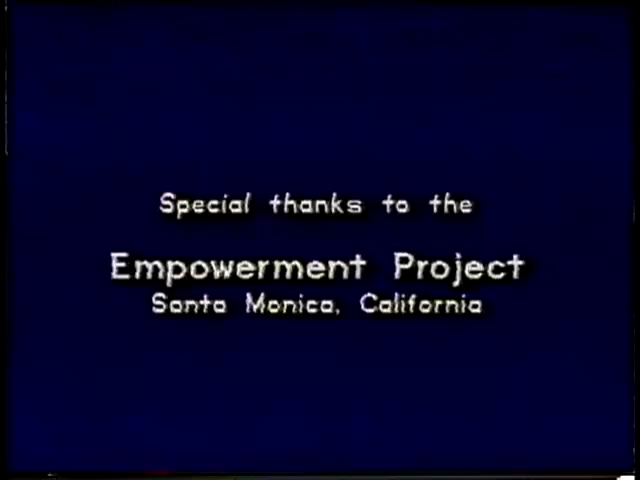 Special thanks to the
Empowerment Project
Santa Monica, California